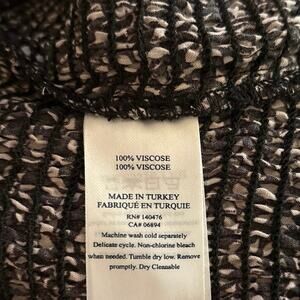 100% VISCOSE
100% VISCOSE
MADE IN TURKEY
FABRIQUÉ EN TURQUIE
RN# 140476
CA# 06894
Machine wash cold separately
Delicate cycle. Non-chlorine bleach
when needed. Tumble dry low. Remove
promptly. Dry Cleanable